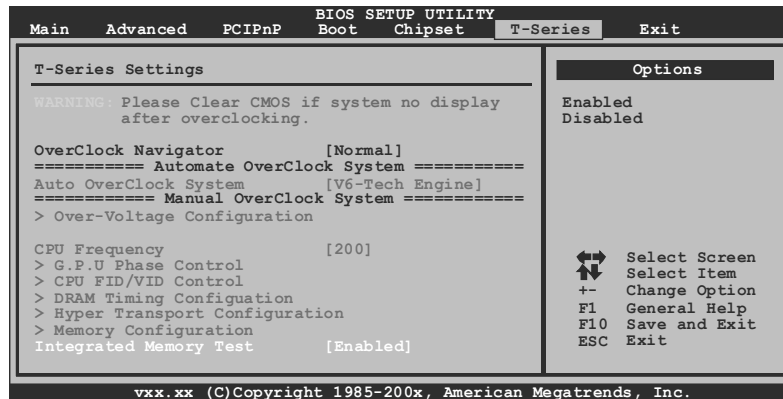 BIOS SETUP UTILITY
Main Advanced PCIPnP Boot Chipset T-Series Exit
T-Series Settings
WARNING: Please Clear CMOS if system no display
after overclocking.
OverClock Navigator [Normal]
=========== Automate OverClock System ===========
Auto OverClock System [V6-Tech Engine]
============ Manual OverClock System ============
> Over-Voltage Configuration
CPU Frequency [200]
> G.P.U Phase Control
> CPU FID/VID Control
> DRAM Timing Configuation
> Hyper Transport Configuration
> Memory Configuration
Integrated Memory Test [Enabled]
Options
Enabled
Disabled
Select Screen
Select Item
+- Change Option
F1 General Help
F10 Save and Exit
ESC Exit
vxx.xx (C)Copyright 1985-200x, American Megatrends, Inc.